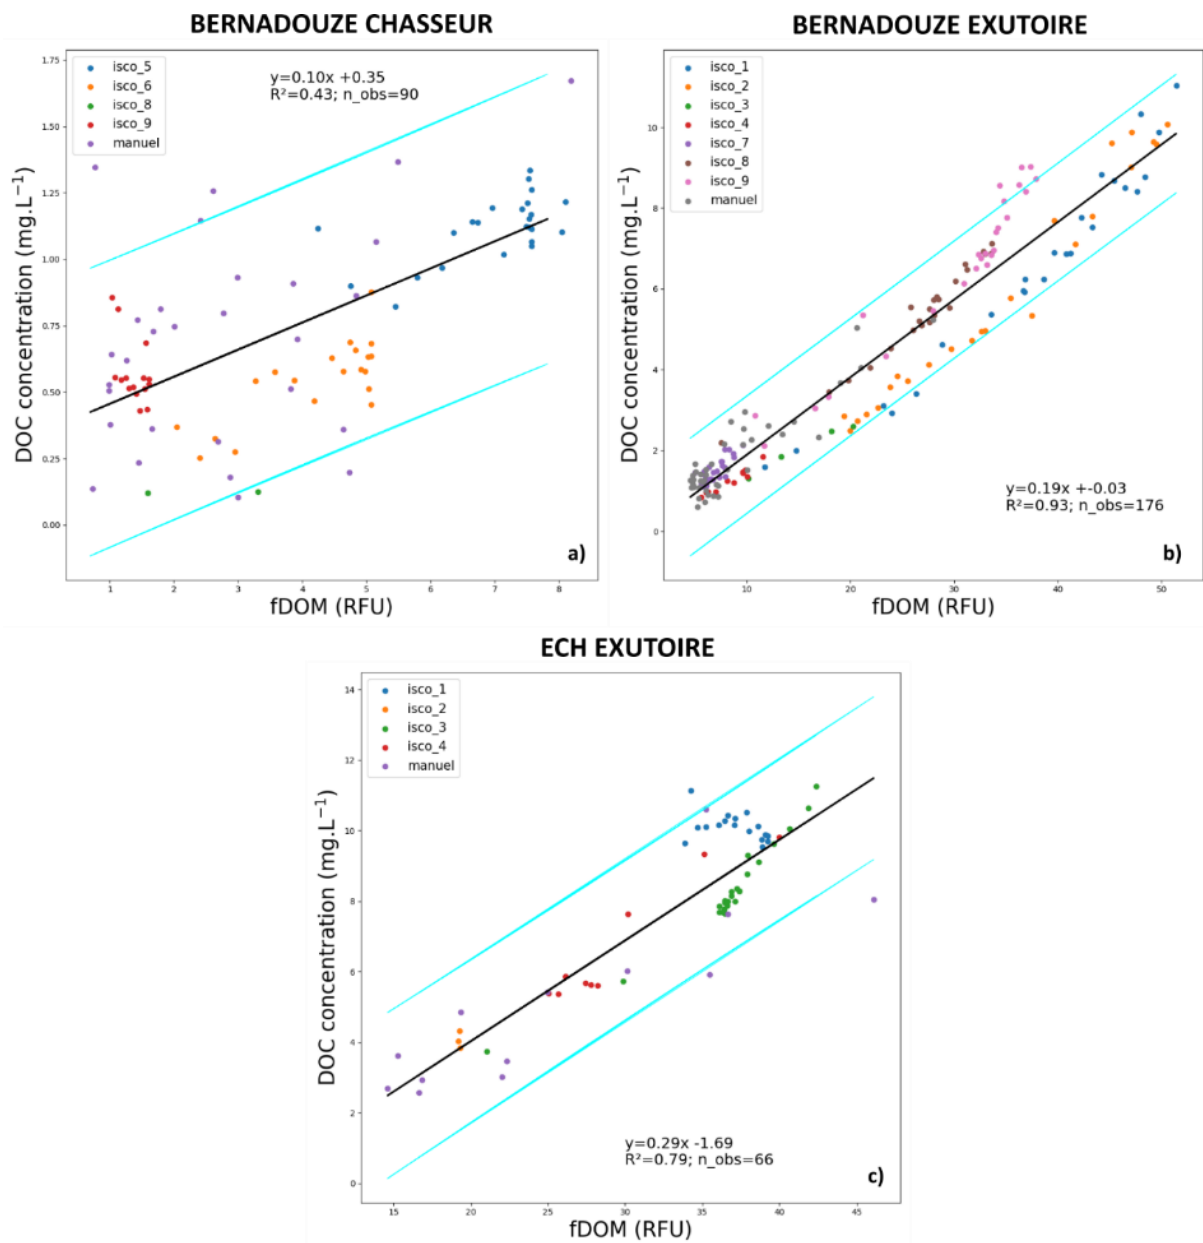 BERNADOUZE CHASSEUR
isco_5
isco_6
isco_8
isco_9
manuel
y=0.10x +0.35
R²=0.43; n_obs=90
1.75
1.50
1.25
1.00
0.75
0.50
0.25
0.00
DOC concentration (mg.L⁻¹)
1 2 3 4 5 6 7 8
fDOM (RFU)
a)
BERNADOUZE EXUTOIRE
isco_1
isco_2
isco_3
isco_4
isco_7
isco_8
isco_9
manuel
10
8
6
4
2
0
DOC concentration (mg.L⁻¹)
y=0.19x +-0.03
R²=0.93; n_obs=176
b)
10 20 30 40 50
fDOM (RFU)
ECH EXUTOIRE
isco_1
isco_2
isco_3
isco_4
manuel
14
12
10
8
6
4
2
0
DOC concentration (mg.L⁻¹)
y=0.29x -1.69
R²=0.79; n_obs=66
c)
15 20 25 30 35 40 45
fDOM (RFU)